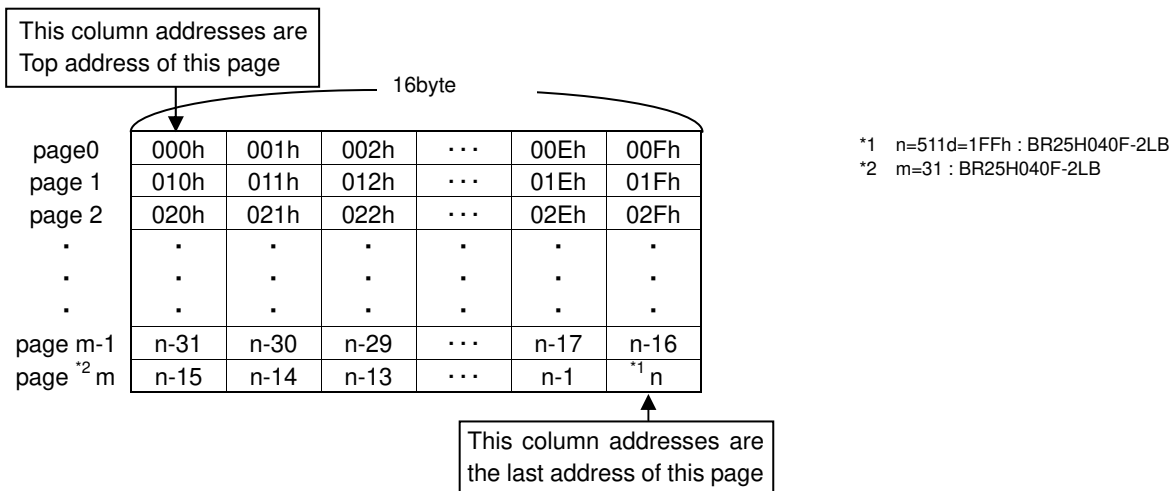 This column addresses are
Top address of this page
16byte
page0 000h 001h 002h ··· 00Eh 00Fh
page 1 010h 011h 012h ··· 01Eh 01Fh
page 2 020h 021h 022h ··· 02Eh 02Fh
· · · · · · ·
· · · · · · ·
· · · · · · ·
page m-1 n-31 n-30 n-29 ··· n-17 n-16
page *2 m n-15 n-14 n-13 ··· n-1 *1 n
This column addresses are
the last address of this page
*1 n=511d=1FFh : BR25H040F-2LB
*2 m=31 : BR25H040F-2LB